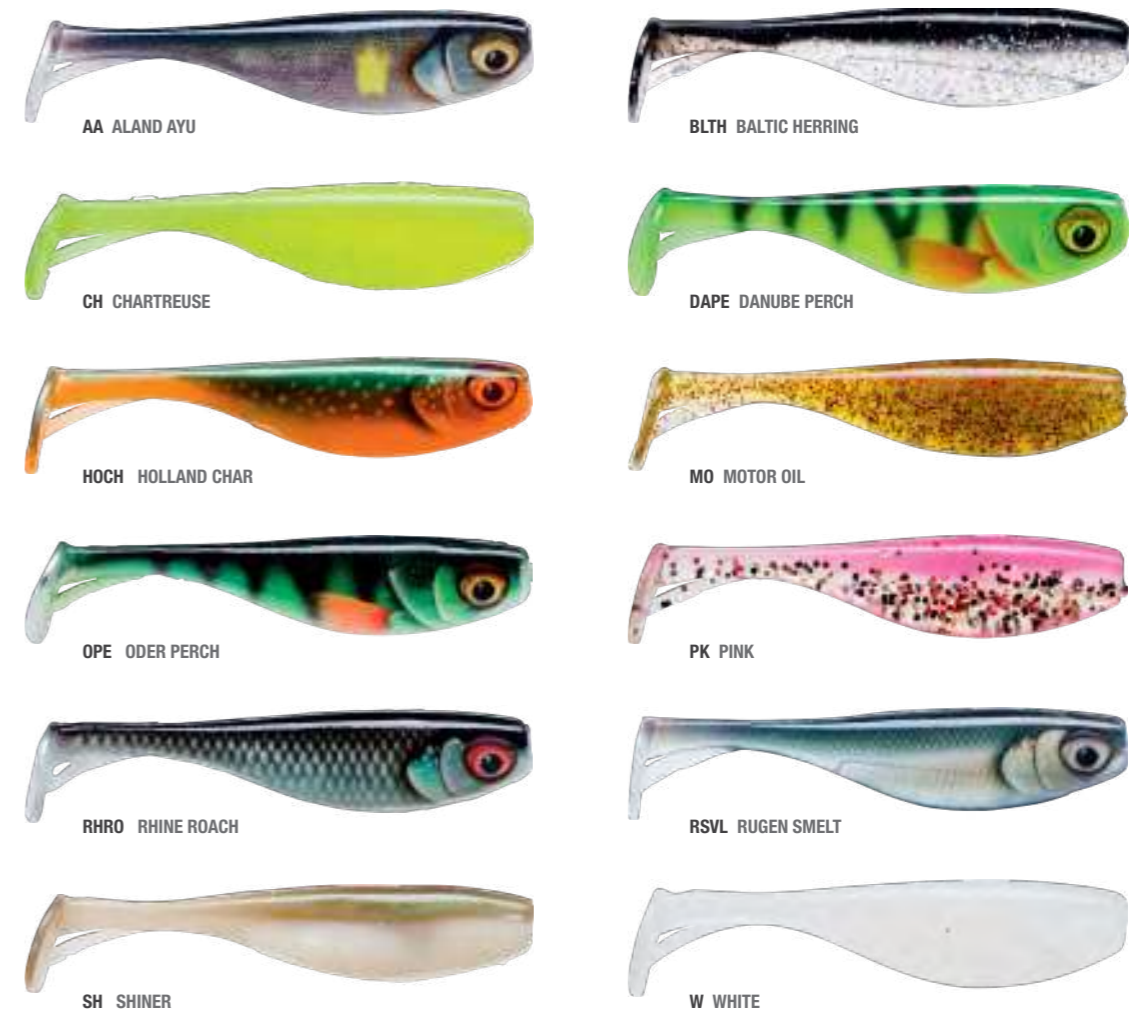 AA ALAND AYU
BLTH BALTIC HERRING
CH CHARTREUSE
DAPE DANUBE PERCH
HOCH HOLLAND CHAR
MO MOTOR OIL
OPE ODER PERCH
PK PINK
RHRO RHINE ROACH
RSVL RUGEN SMELT
SH SHINER
W WHITE